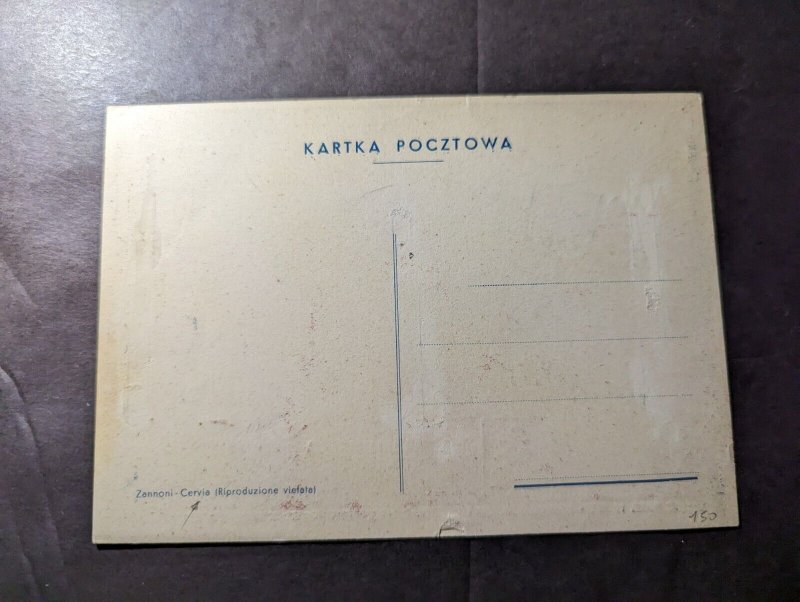 KARTKA POCZTOWA
Zannoni - Cervia (Riproduzione vietata)
150